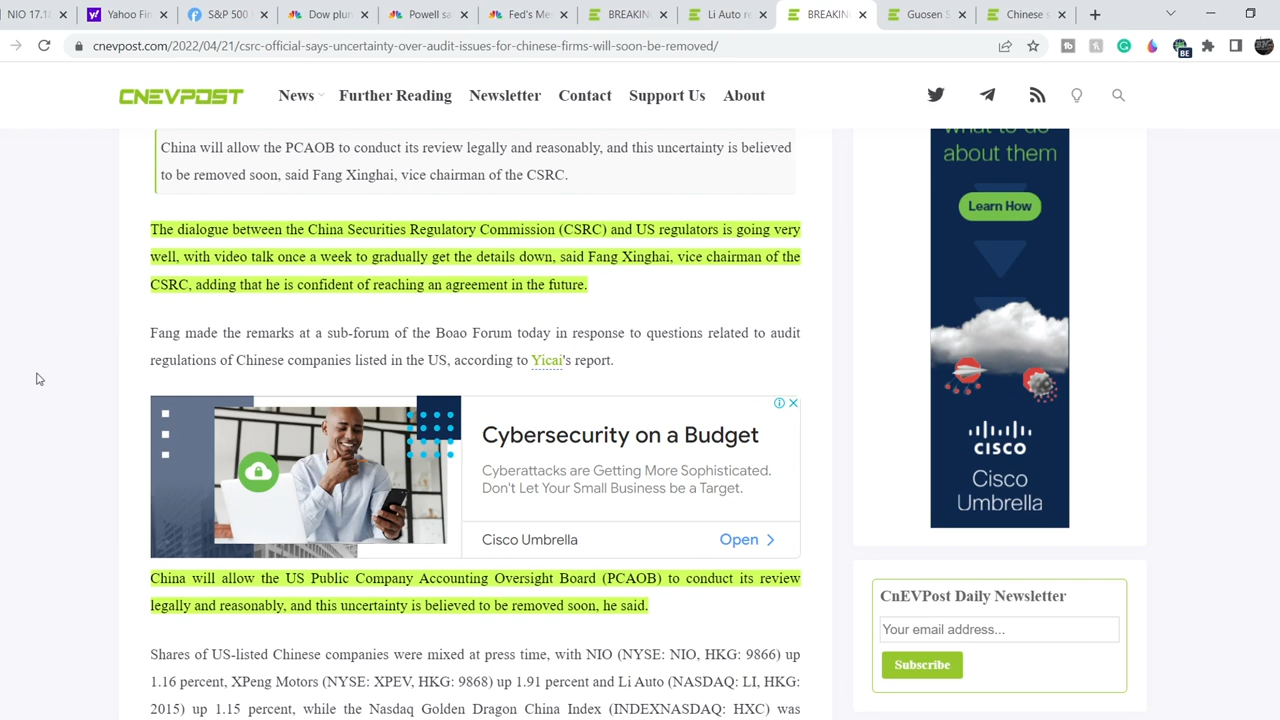 NIO 17.18
Yahoo Fin
S&P 500
Dow plun
Powell sa
Fed's Me
BREAKIN
Li Auto re
BREAKIN
Guosen S
Chinese s
cnevpost.com/2022/04/21/csrc-official-says-uncertainty-over-audit-issues-for-chinese-firms-will-soon-be-removed/
BE
CNEVPOST
News
Further Reading
Newsletter
Contact
Support Us
About
China will allow the PCAOB to conduct its review legally and reasonably, and this uncertainty is believed
to be removed soon, said Fang Xinghai, vice chairman of the CSRC.
The dialogue between the China Securities Regulatory Commission (CSRC) and US regulators is going very
well, with video talk once a week to gradually get the details down, said Fang Xinghai, vice chairman of the
CSRC, adding that he is confident of reaching an agreement in the future.
Fang made the remarks at a sub-forum of the Boao Forum today in response to questions related to audit
regulations of Chinese companies listed in the US, according to Yicai's report.
Cybersecurity on a Budget
Cyberattacks are Getting More Sophisticated.
Don't Let Your Small Business be a Target.
Cisco Umbrella
Open
China will allow the US Public Company Accounting Oversight Board (PCAOB) to conduct its review
legally and reasonably, and this uncertainty is believed to be removed soon, he said.
Shares of US-listed Chinese companies were mixed at press time, with NIO (NYSE: NIO, HKG: 9866) up
1.16 percent, XPeng Motors (NYSE: XPEV, HKG: 9868) up 1.91 percent and Li Auto (NASDAQ: LI, HKG:
2015) up 1.15 percent, while the Nasdaq Golden Dragon China Index (INDEXNASDAQ: HXC) was
what to do
about them
Learn How
CISCO
Cisco
Umbrella
CnEVPost Daily Newsletter
Your email address...
Subscribe